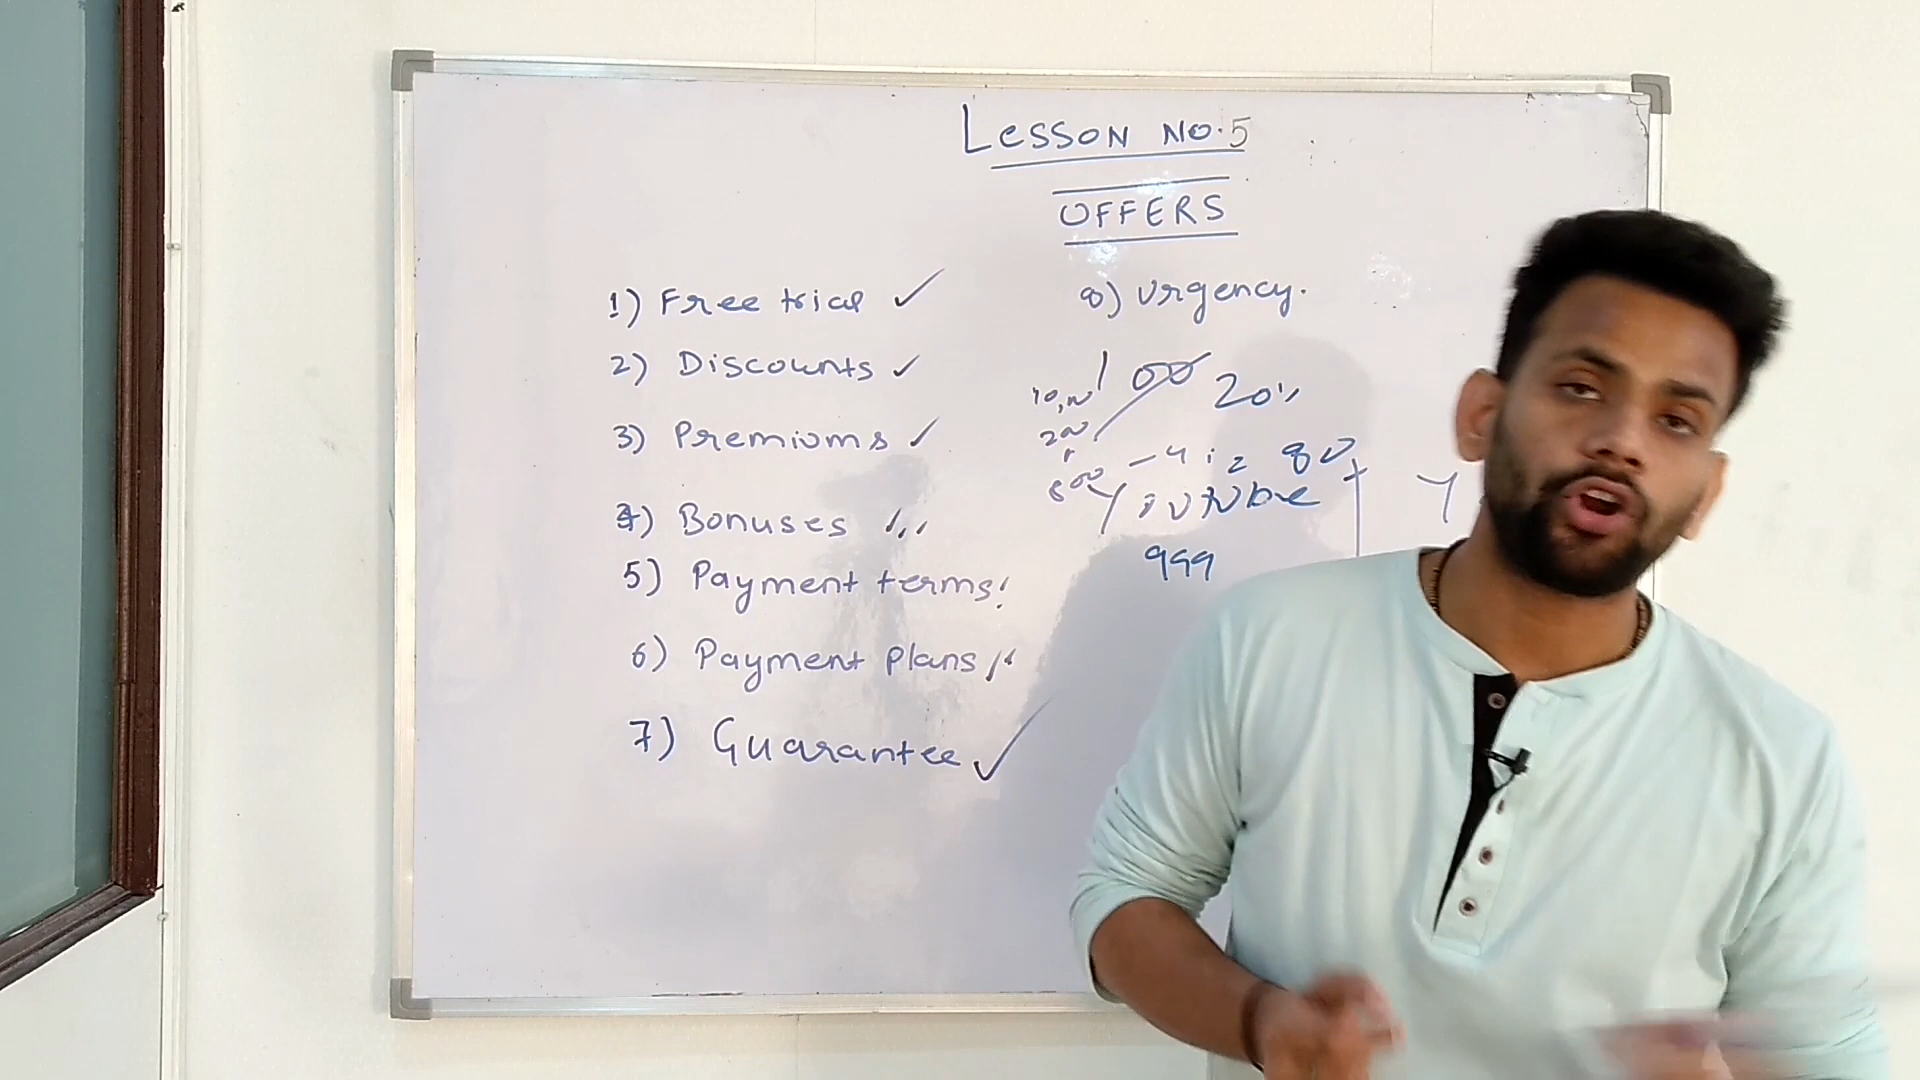 Lesson No.5
OFFERS
1) Free trial
2) Discounts
3) Premiums
4) Bonuses
5) Payment terms
6) Payment plans
7) Guarantee
8) Urgency.
20%
999